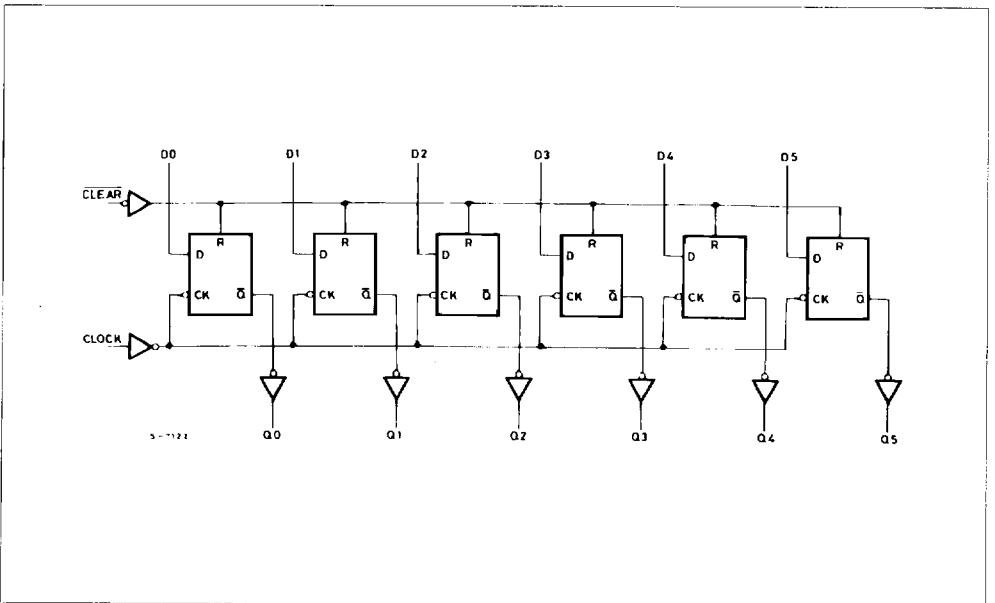 D0 D1 D2 D3 D4 D5
C̅L̅E̅A̅R̅
R R R R R R
D D D D D D
CK Q̅ CK Q̅ CK Q̅ CK Q̅ CK Q̅ CK Q̅
CLOCK
Q0 Q1 Q2 Q3 Q4 Q5